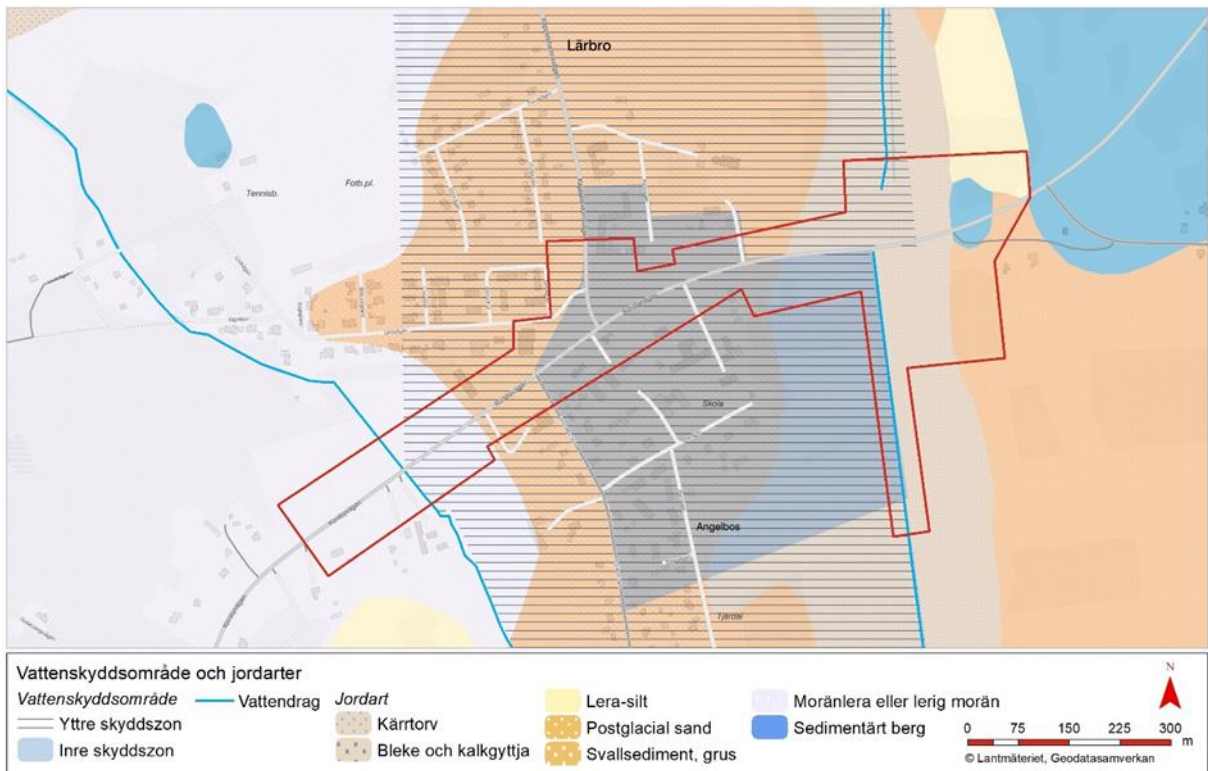 Lärbro
Tennisb.
Fotb.pl.
Skola
Angelbos
Tjärdal
Vattenskyddsområde och jordarter
Vattenskyddsområde
Yttre skyddszon
Inre skyddszon
Vattendrag
Jordart
Kärrtorv
Bleke och kalkgyttja
Lera-silt
Postglacial sand
Svallsediment, grus
Moränlera eller lerig morän
Sedimentärt berg
N
0 75 150 225 300
m
© Lantmäteriet, Geodatasamverkan